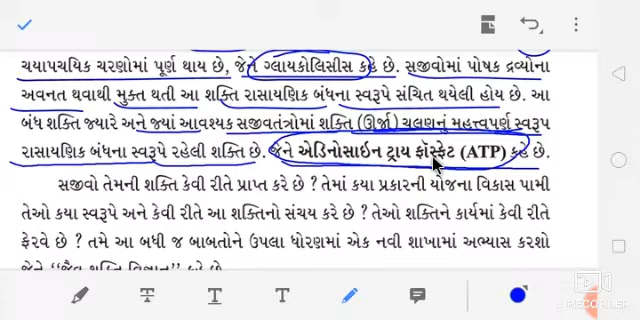 ચયાપચયિક ચરણોમાં પૂર્ણ થાય છે, જેને ગ્લાયકોલિસીસ કહે છે. સજીવોમાં પોષક દ્રવ્યોના
અવનત થવાથી મુક્ત થતી આ શક્તિ રાસાયણિક બંધના સ્વરૂપે સંચિત થયેલી હોય છે. આ
બંધ શક્તિ જ્યારે અને જ્યાં આવશ્યક સજીવતંત્રોમાં શક્તિ (ઊર્જા) ચલણનું મહત્ત્વપૂર્ણ સ્વરૂપ
રાસાયણિક બંધના સ્વરૂપે રહેલી શક્તિ છે. જેને એડિનોસાઇન ટ્રાય ફૉસ્ફેટ (ATP) કહે છે.
સજીવો તેમની શક્તિ કેવી રીતે પ્રાપ્ત કરે છે ? તેમાં કયા પ્રકારની યોજના વિકાસ પામી
તેઓ કયા સ્વરૂપે અને કેવી રીતે આ શક્તિનો સંચય કરે છે ? તેઓ શક્તિને કાર્યમાં કેવી રીતે
ફેરવે છે ? તમે આ બધી જ બાબતોને ઉપલા ધોરણમાં એક નવી શાખામાં અભ્યાસ કરશો
જેને “જૈવ શક્તિ વિજ્ઞાન” કહે છે.
T T
RECORDER